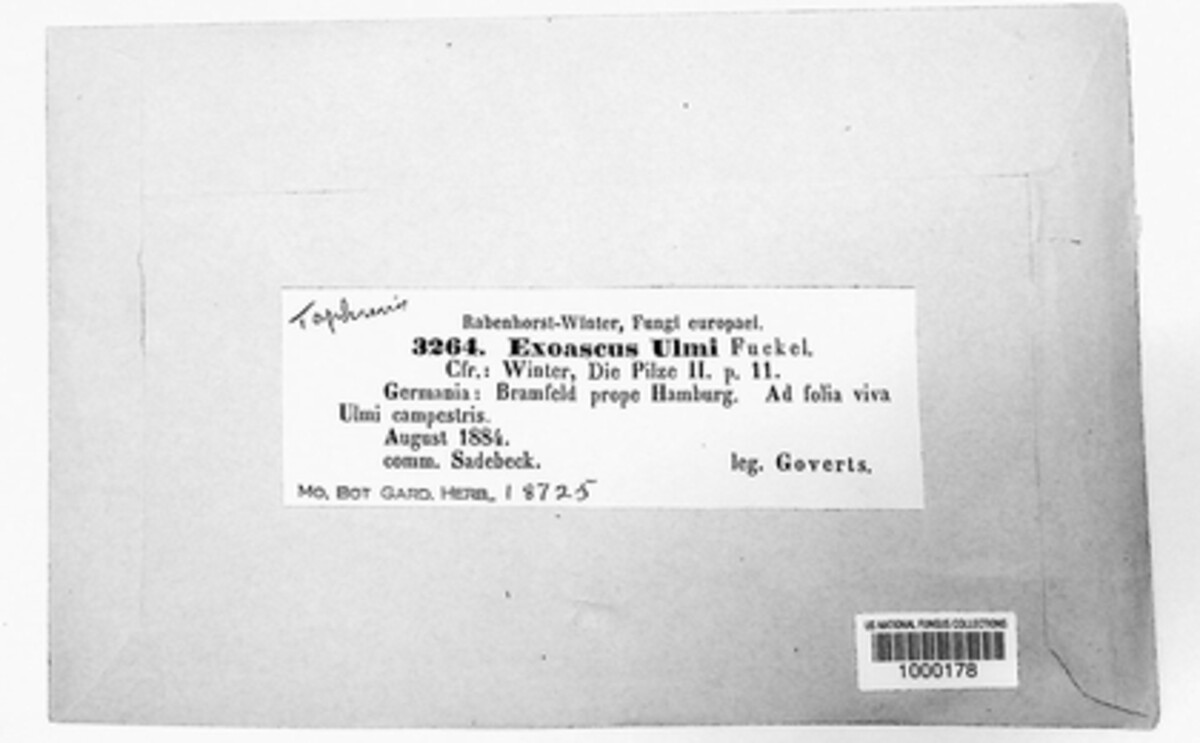 Taphrina
Rabenhorst-Winter, Fungi europaei.
3264. Exoascus Ulmi Fuckel.
Cfr.: Winter, Die Pilze II. p. 11.
Germania: Bramfeld prope Hamburg. Ad folia viva
Ulmi campestris.
August 1884.
comm. Sadebeck. leg. Goverts.
MO. BOT GARD. HERB., 18725
US NATIONAL FUNGUS COLLECTIONS
1000178